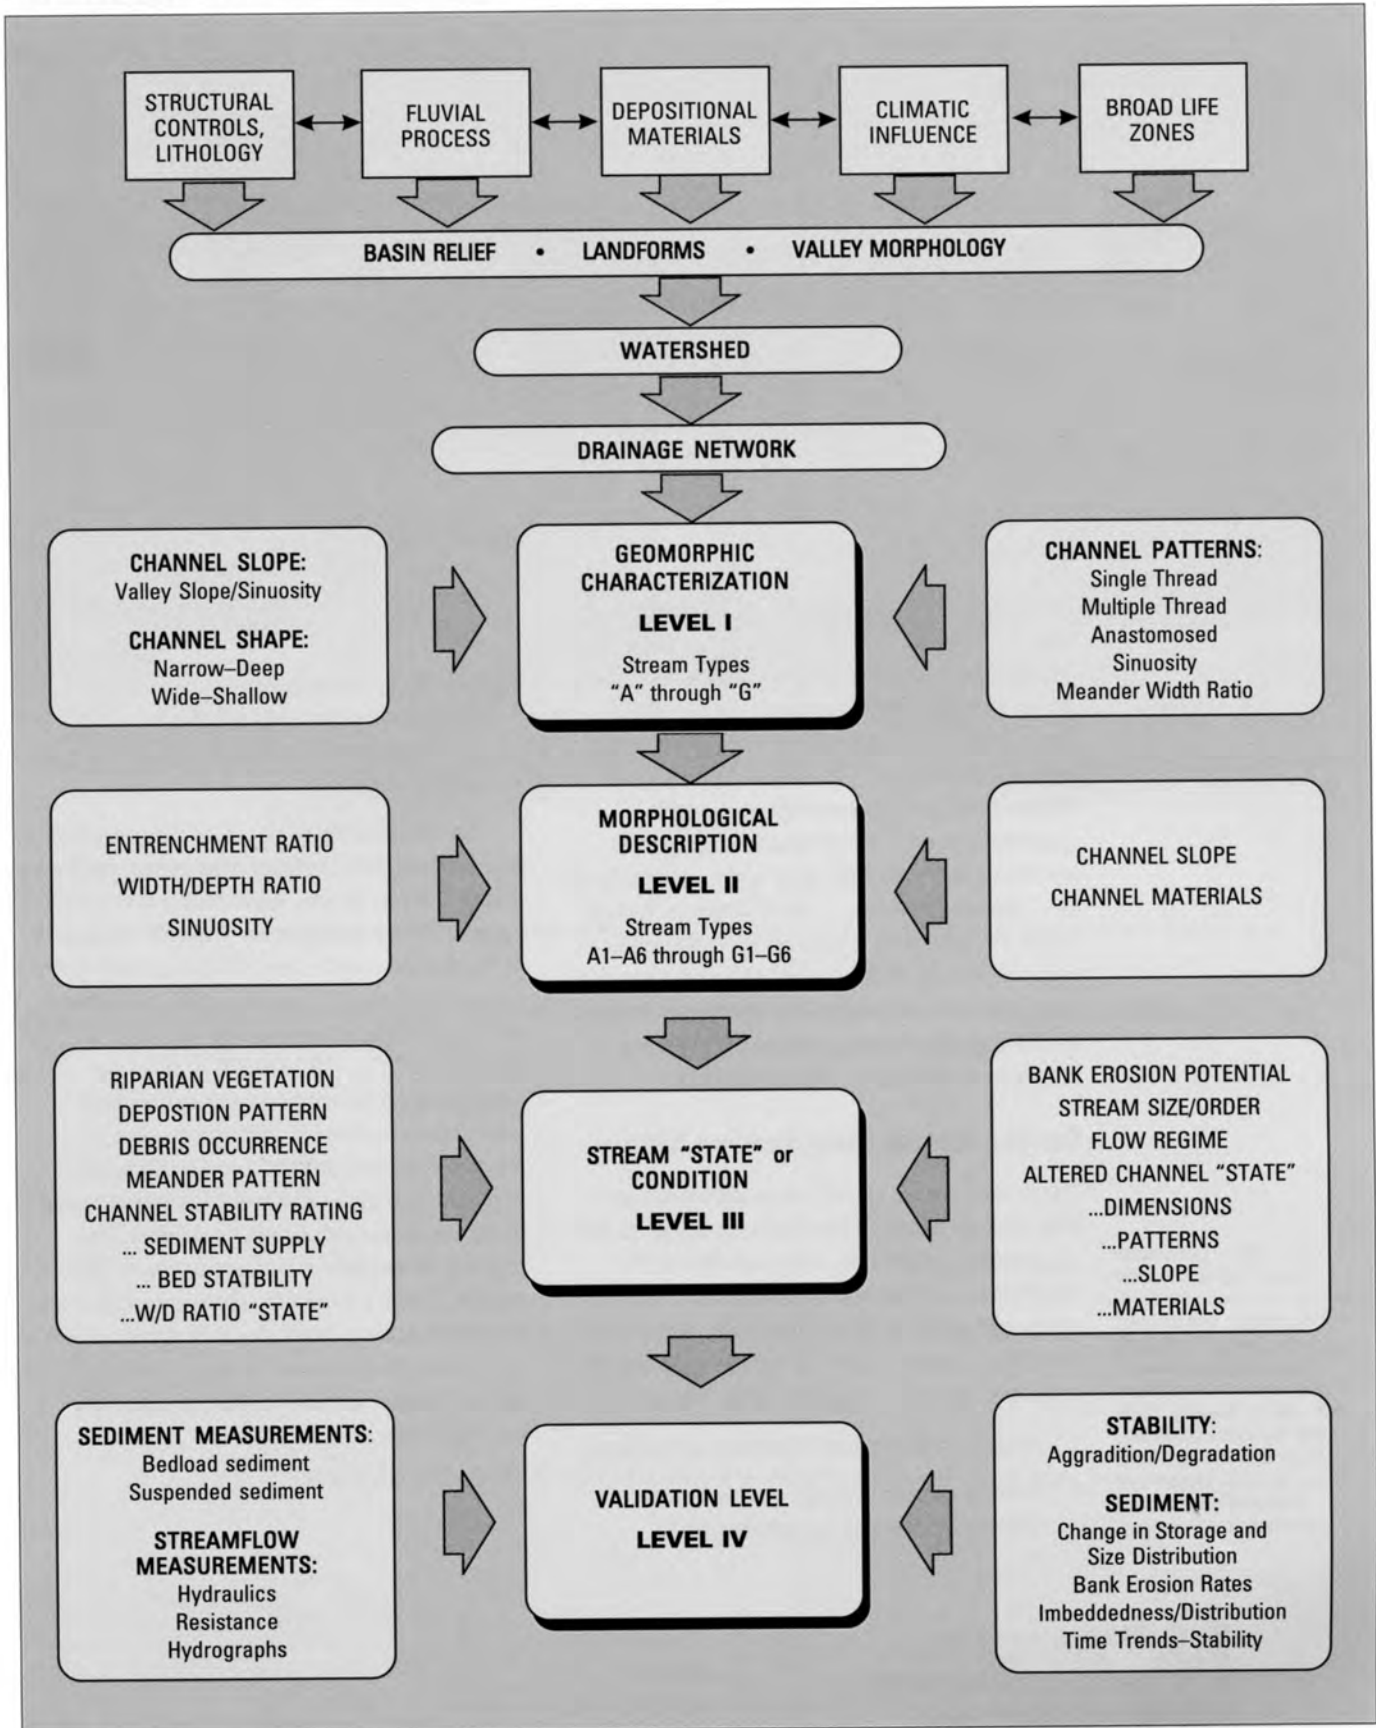 STRUCTURAL
CONTROLS,
LITHOLOGY
FLUVIAL
PROCESS
DEPOSITIONAL
MATERIALS
CLIMATIC
INFLUENCE
BROAD LIFE
ZONES
BASIN RELIEF • LANDFORMS • VALLEY MORPHOLOGY
WATERSHED
DRAINAGE NETWORK
CHANNEL SLOPE:
Valley Slope/Sinuosity
CHANNEL SHAPE:
Narrow–Deep
Wide–Shallow
GEOMORPHIC
CHARACTERIZATION
LEVEL I
Stream Types
“A” through “G”
CHANNEL PATTERNS:
Single Thread
Multiple Thread
Anastomosed
Sinuosity
Meander Width Ratio
ENTRENCHMENT RATIO
WIDTH/DEPTH RATIO
SINUOSITY
MORPHOLOGICAL
DESCRIPTION
LEVEL II
Stream Types
A1–A6 through G1–G6
CHANNEL SLOPE
CHANNEL MATERIALS
RIPARIAN VEGETATION
DEPOSTION PATTERN
DEBRIS OCCURRENCE
MEANDER PATTERN
CHANNEL STABILITY RATING
... SEDIMENT SUPPLY
... BED STATBILITY
...W/D RATIO “STATE”
STREAM “STATE” or
CONDITION
LEVEL III
BANK EROSION POTENTIAL
STREAM SIZE/ORDER
FLOW REGIME
ALTERED CHANNEL “STATE”
...DIMENSIONS
...PATTERNS
...SLOPE
...MATERIALS
SEDIMENT MEASUREMENTS:
Bedload sediment
Suspended sediment
STREAMFLOW
MEASUREMENTS:
Hydraulics
Resistance
Hydrographs
VALIDATION LEVEL
LEVEL IV
STABILITY:
Aggradition/Degradation
SEDIMENT:
Change in Storage and
Size Distribution
Bank Erosion Rates
Imbeddedness/Distribution
Time Trends–Stability